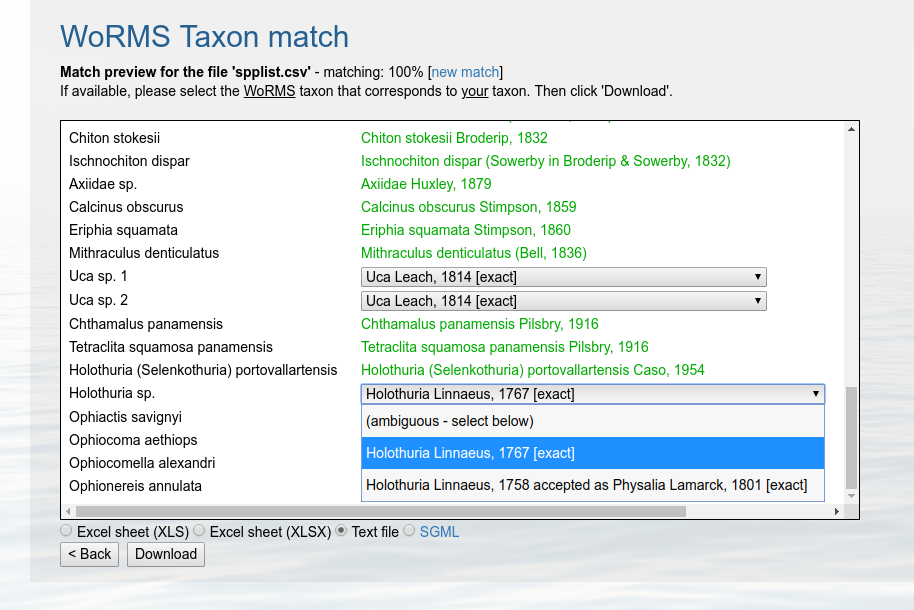 WoRMS Taxon match
Match preview for the file 'spplist.csv' - matching: 100% [new match]
If available, please select the WoRMS taxon that corresponds to your taxon. Then click 'Download'.
Chiton stokesii Chiton stokesii Broderip, 1832
Ischnochiton dispar Ischnochiton dispar (Sowerby in Broderip & Sowerby, 1832)
Axiidae sp. Axiidae Huxley, 1879
Calcinus obscurus Calcinus obscurus Stimpson, 1859
Eriphia squamata Eriphia squamata Stimpson, 1860
Mithraculus denticulatus Mithraculus denticulatus (Bell, 1836)
Uca sp. 1 Uca Leach, 1814 [exact]
Uca sp. 2 Uca Leach, 1814 [exact]
Chthamalus panamensis Chthamalus panamensis Pilsbry, 1916
Tetraclita squamosa panamensis Tetraclita squamosa panamensis Pilsbry, 1916
Holothuria (Selenkothuria) portovallartensis Holothuria (Selenkothuria) portovallartensis Caso, 1954
Holothuria sp. Holothuria Linnaeus, 1767 [exact]
Ophiactis savignyi (ambiguous - select below)
Ophiocoma aethiops
Ophiocomella alexandri Holothuria Linnaeus, 1767 [exact]
Ophionereis annulata Holothuria Linnaeus, 1758 accepted as Physalia Lamarck, 1801 [exact]
Excel sheet (XLS) Excel sheet (XLSX) Text file SGML
< Back Download